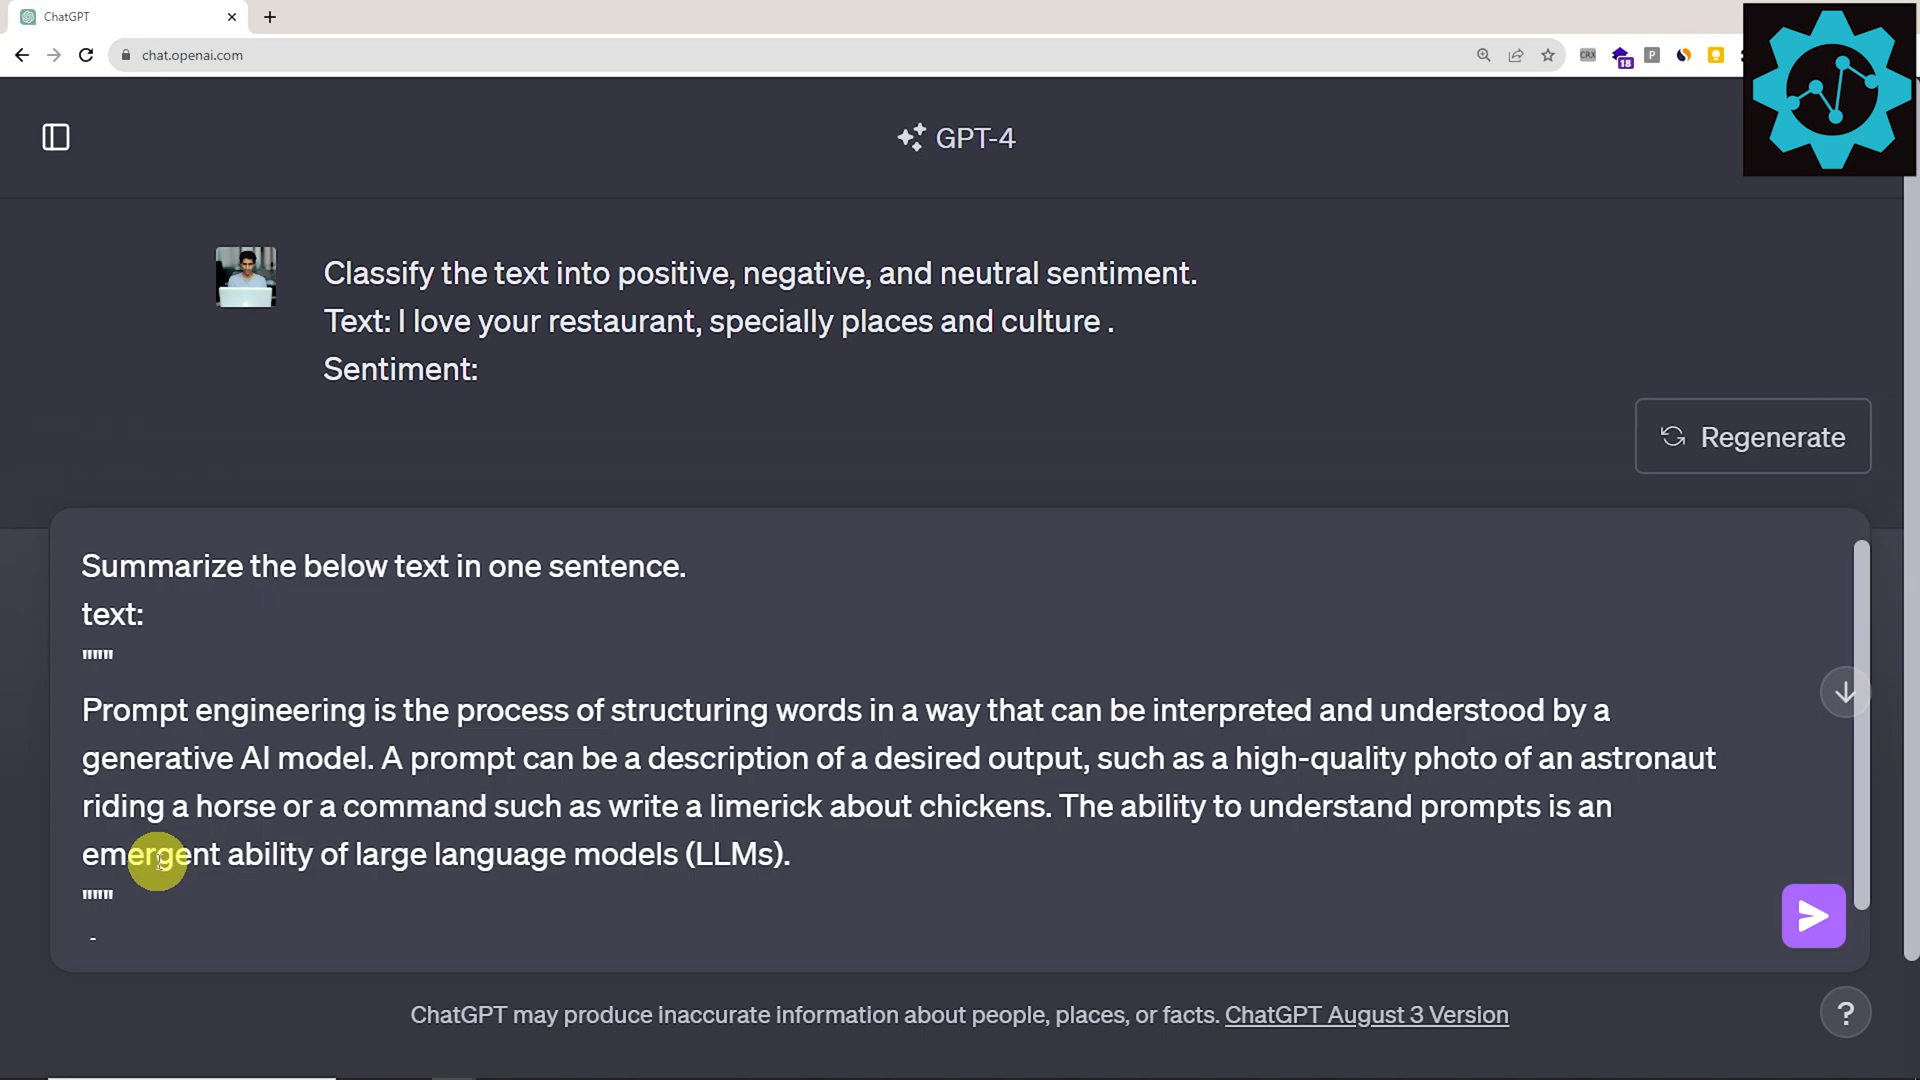 ChatGPT
chat.openai.com
CRX
18
P
GPT-4
Classify the text into positive, negative, and neutral sentiment.
Text: I love your restaurant, specially places and culture .
Sentiment:
Regenerate
Summarize the below text in one sentence.
text:
"""
Prompt engineering is the process of structuring words in a way that can be interpreted and understood by a
generative AI model. A prompt can be a description of a desired output, such as a high-quality photo of an astronaut
riding a horse or a command such as write a limerick about chickens. The ability to understand prompts is an
emergent ability of large language models (LLMs).
"""
ChatGPT may produce inaccurate information about people, places, or facts. ChatGPT August 3 Version
?